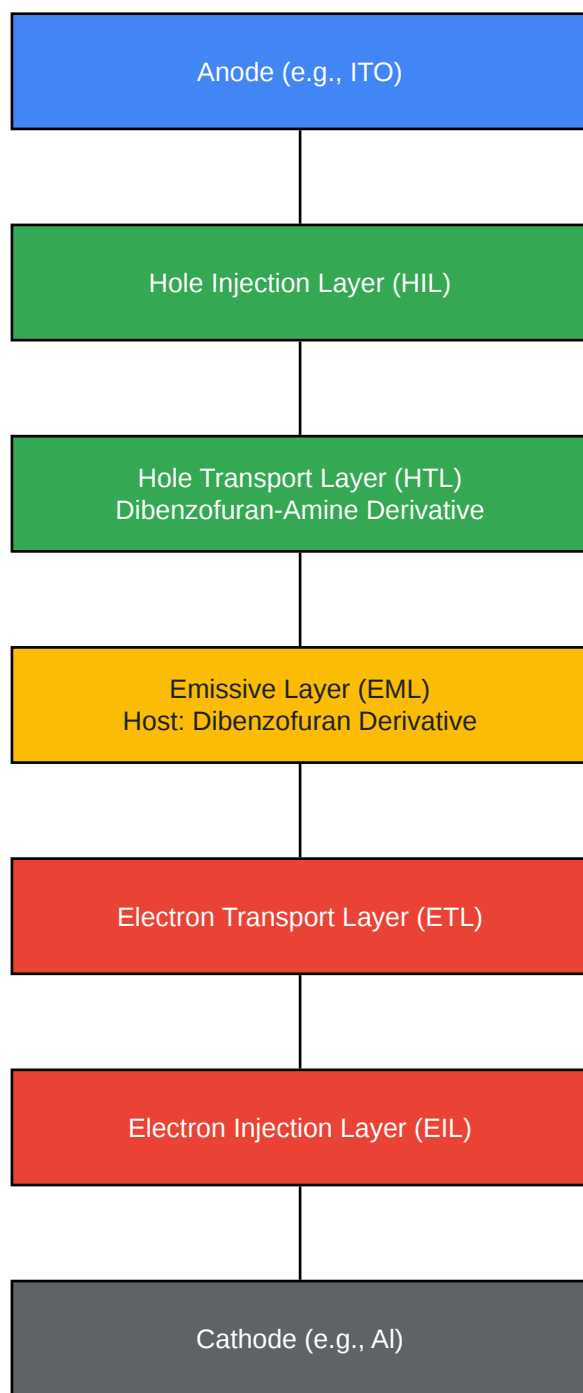 Anode (e.g., ITO)
Hole Injection Layer (HIL)
Hole Transport Layer (HTL)
Dibenzofuran-Amine Derivative
Emissive Layer (EML)
Host: Dibenzofuran Derivative
Electron Transport Layer (ETL)
Electron Injection Layer (EIL)
Cathode (e.g., Al)